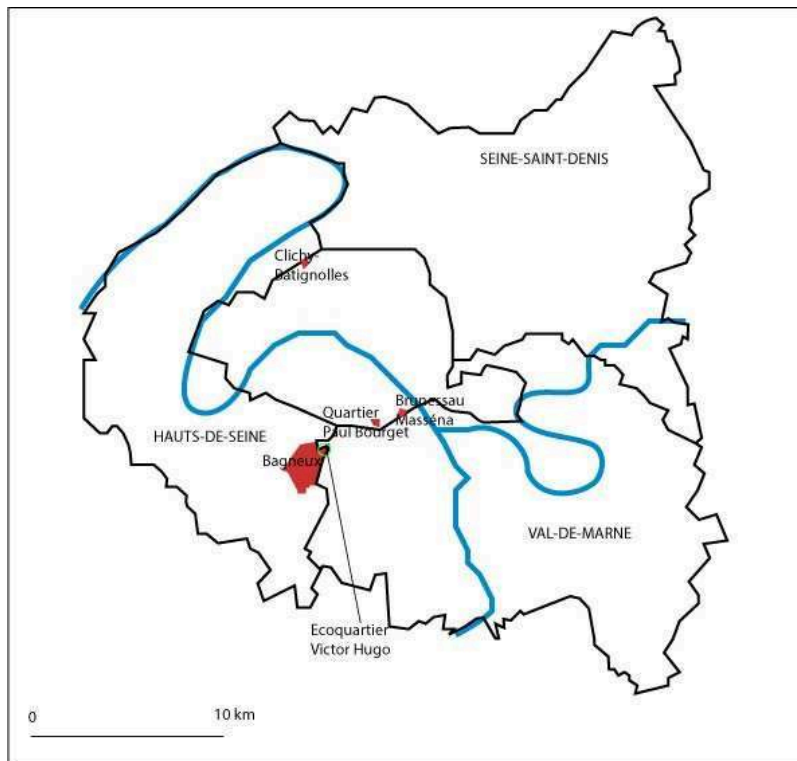 SEINE-SAINT-DENIS
Clichy-
Batignolles
Brunessau
Masséna
Quartier
Paul Bourget
HAUTS-DE-SEINE
Bagneux
VAL-DE-MARNE
Ecoquartier
Victor Hugo
0
10 km